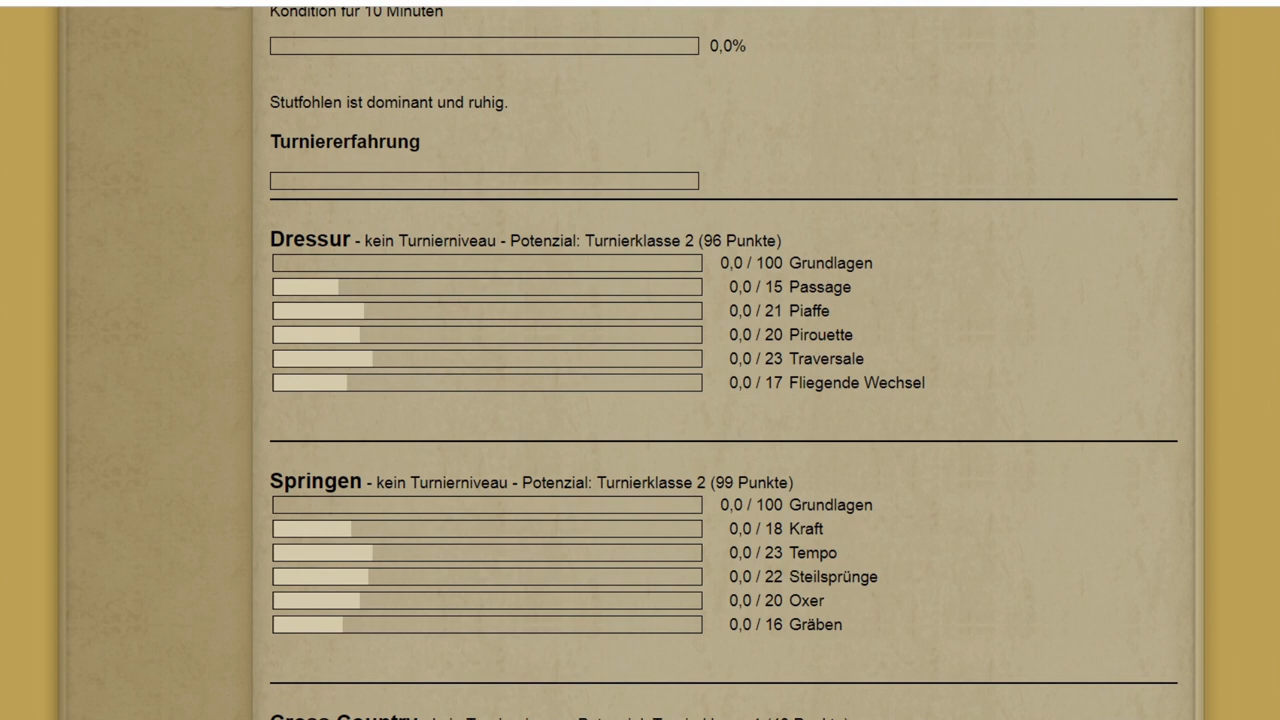 Kondition für 10 Minuten
0,0%
Stutfohlen ist dominant und ruhig.
Turniererfahrung
Dressur - kein Turnierniveau - Potenzial: Turnierklasse 2 (96 Punkte)
0,0 / 100 Grundlagen
0,0 / 15 Passage
0,0 / 21 Piaffe
0,0 / 20 Pirouette
0,0 / 23 Traversale
0,0 / 17 Fliegende Wechsel
Springen - kein Turnierniveau - Potenzial: Turnierklasse 2 (99 Punkte)
0,0 / 100 Grundlagen
0,0 / 18 Kraft
0,0 / 23 Tempo
0,0 / 22 Steilsprünge
0,0 / 20 Oxer
0,0 / 16 Gräben
Cross Country